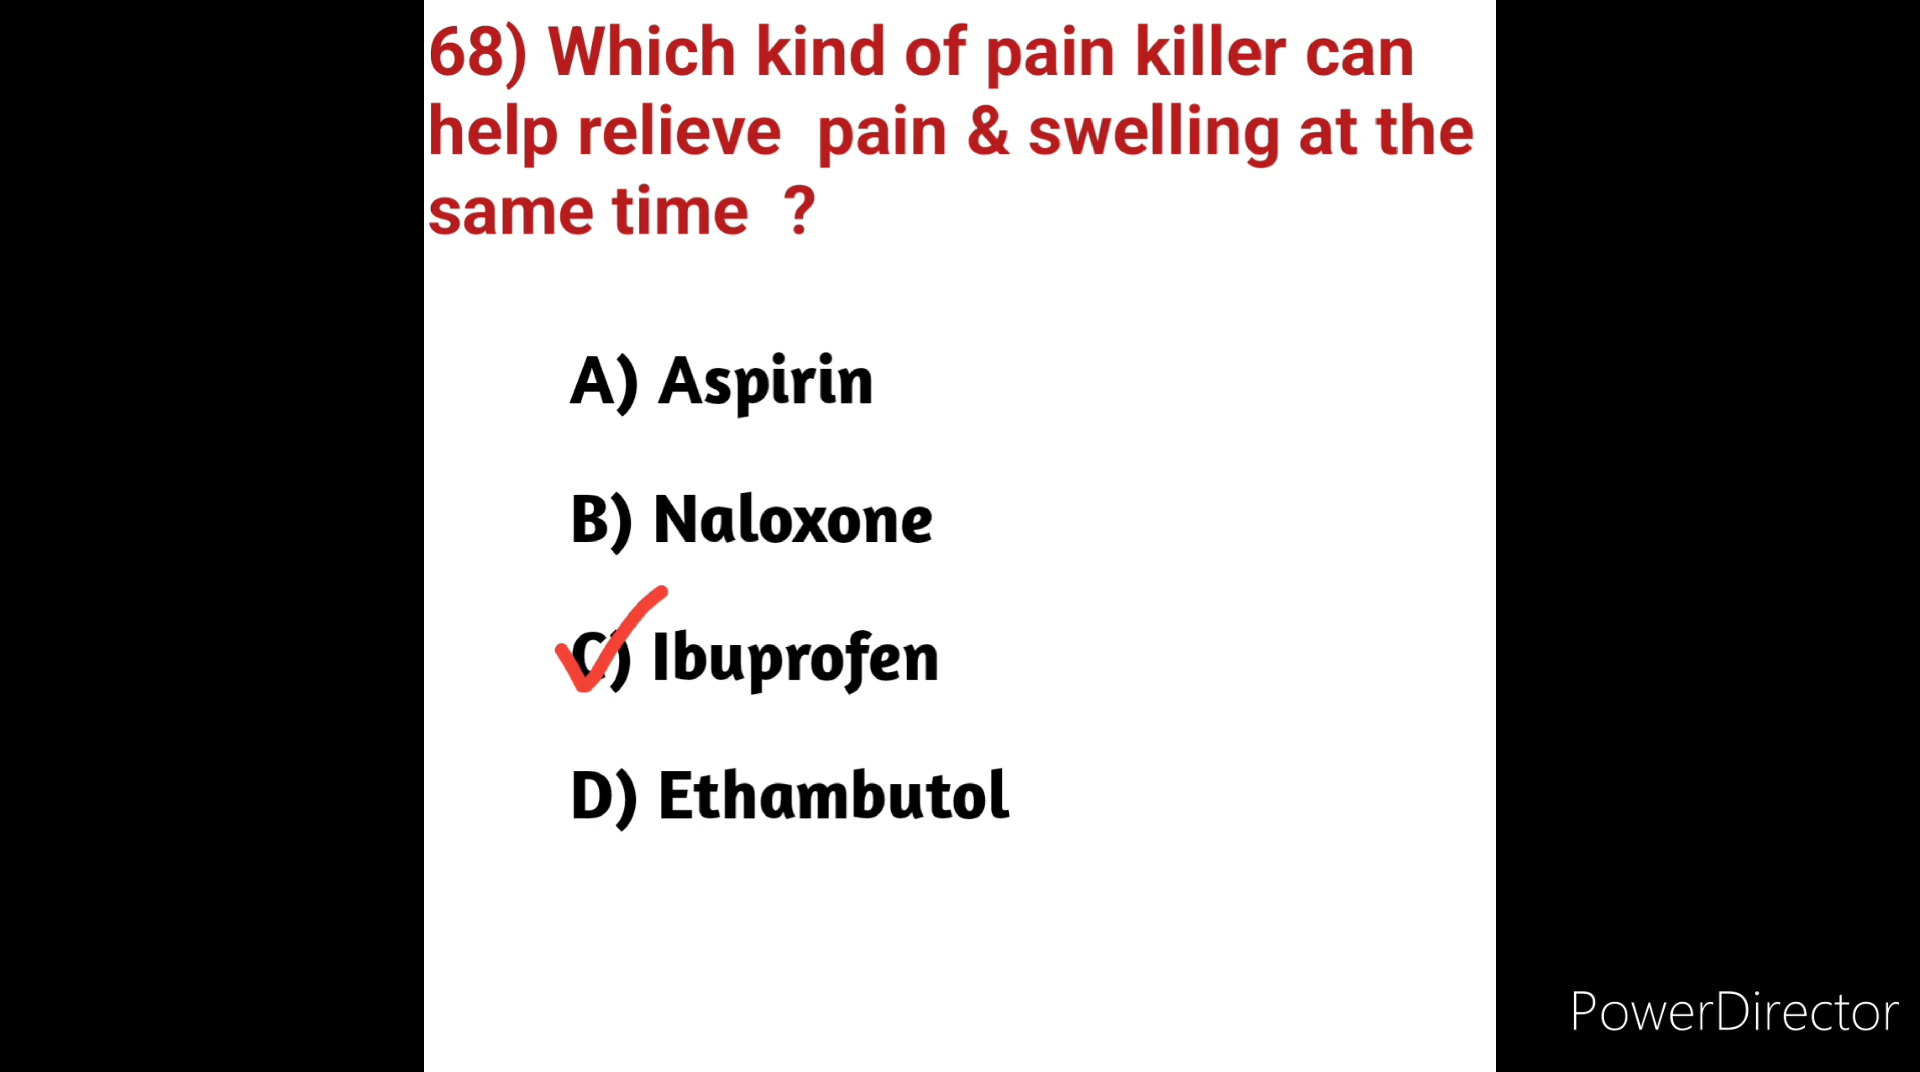 68) Which kind of pain killer can
help relieve  pain & swelling at the
same time  ?
A) Aspirin
B) Naloxone
C) Ibuprofen
D) Ethambutol
PowerDirector